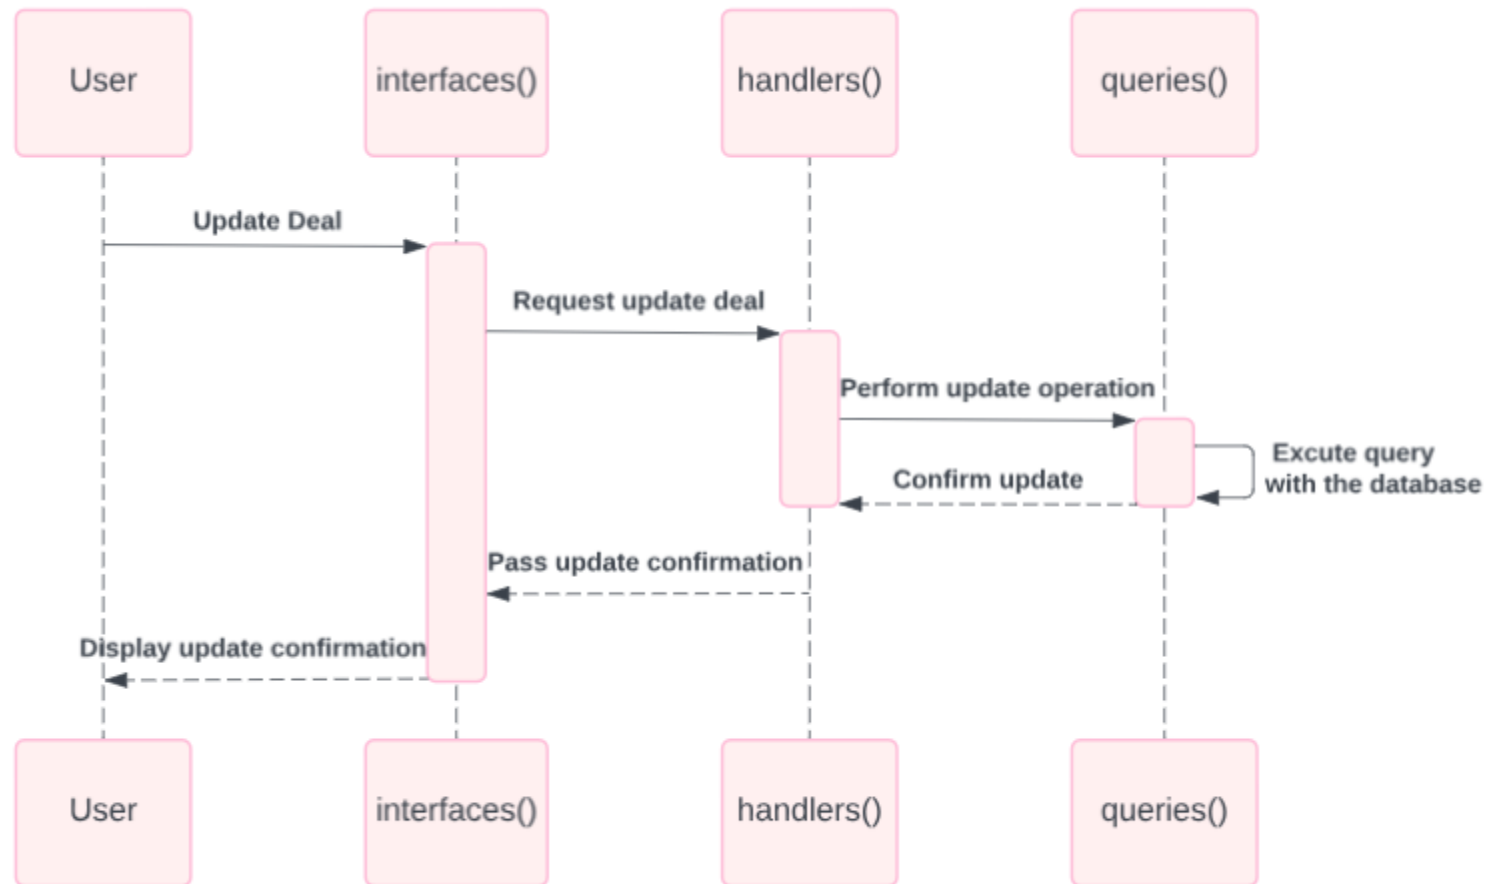 User
interfaces()
handlers()
queries()
Update Deal
Request update deal
Perform update operation
Excute query
with the database
Confirm update
Pass update confirmation
Display update confirmation
User
interfaces()
handlers()
queries()